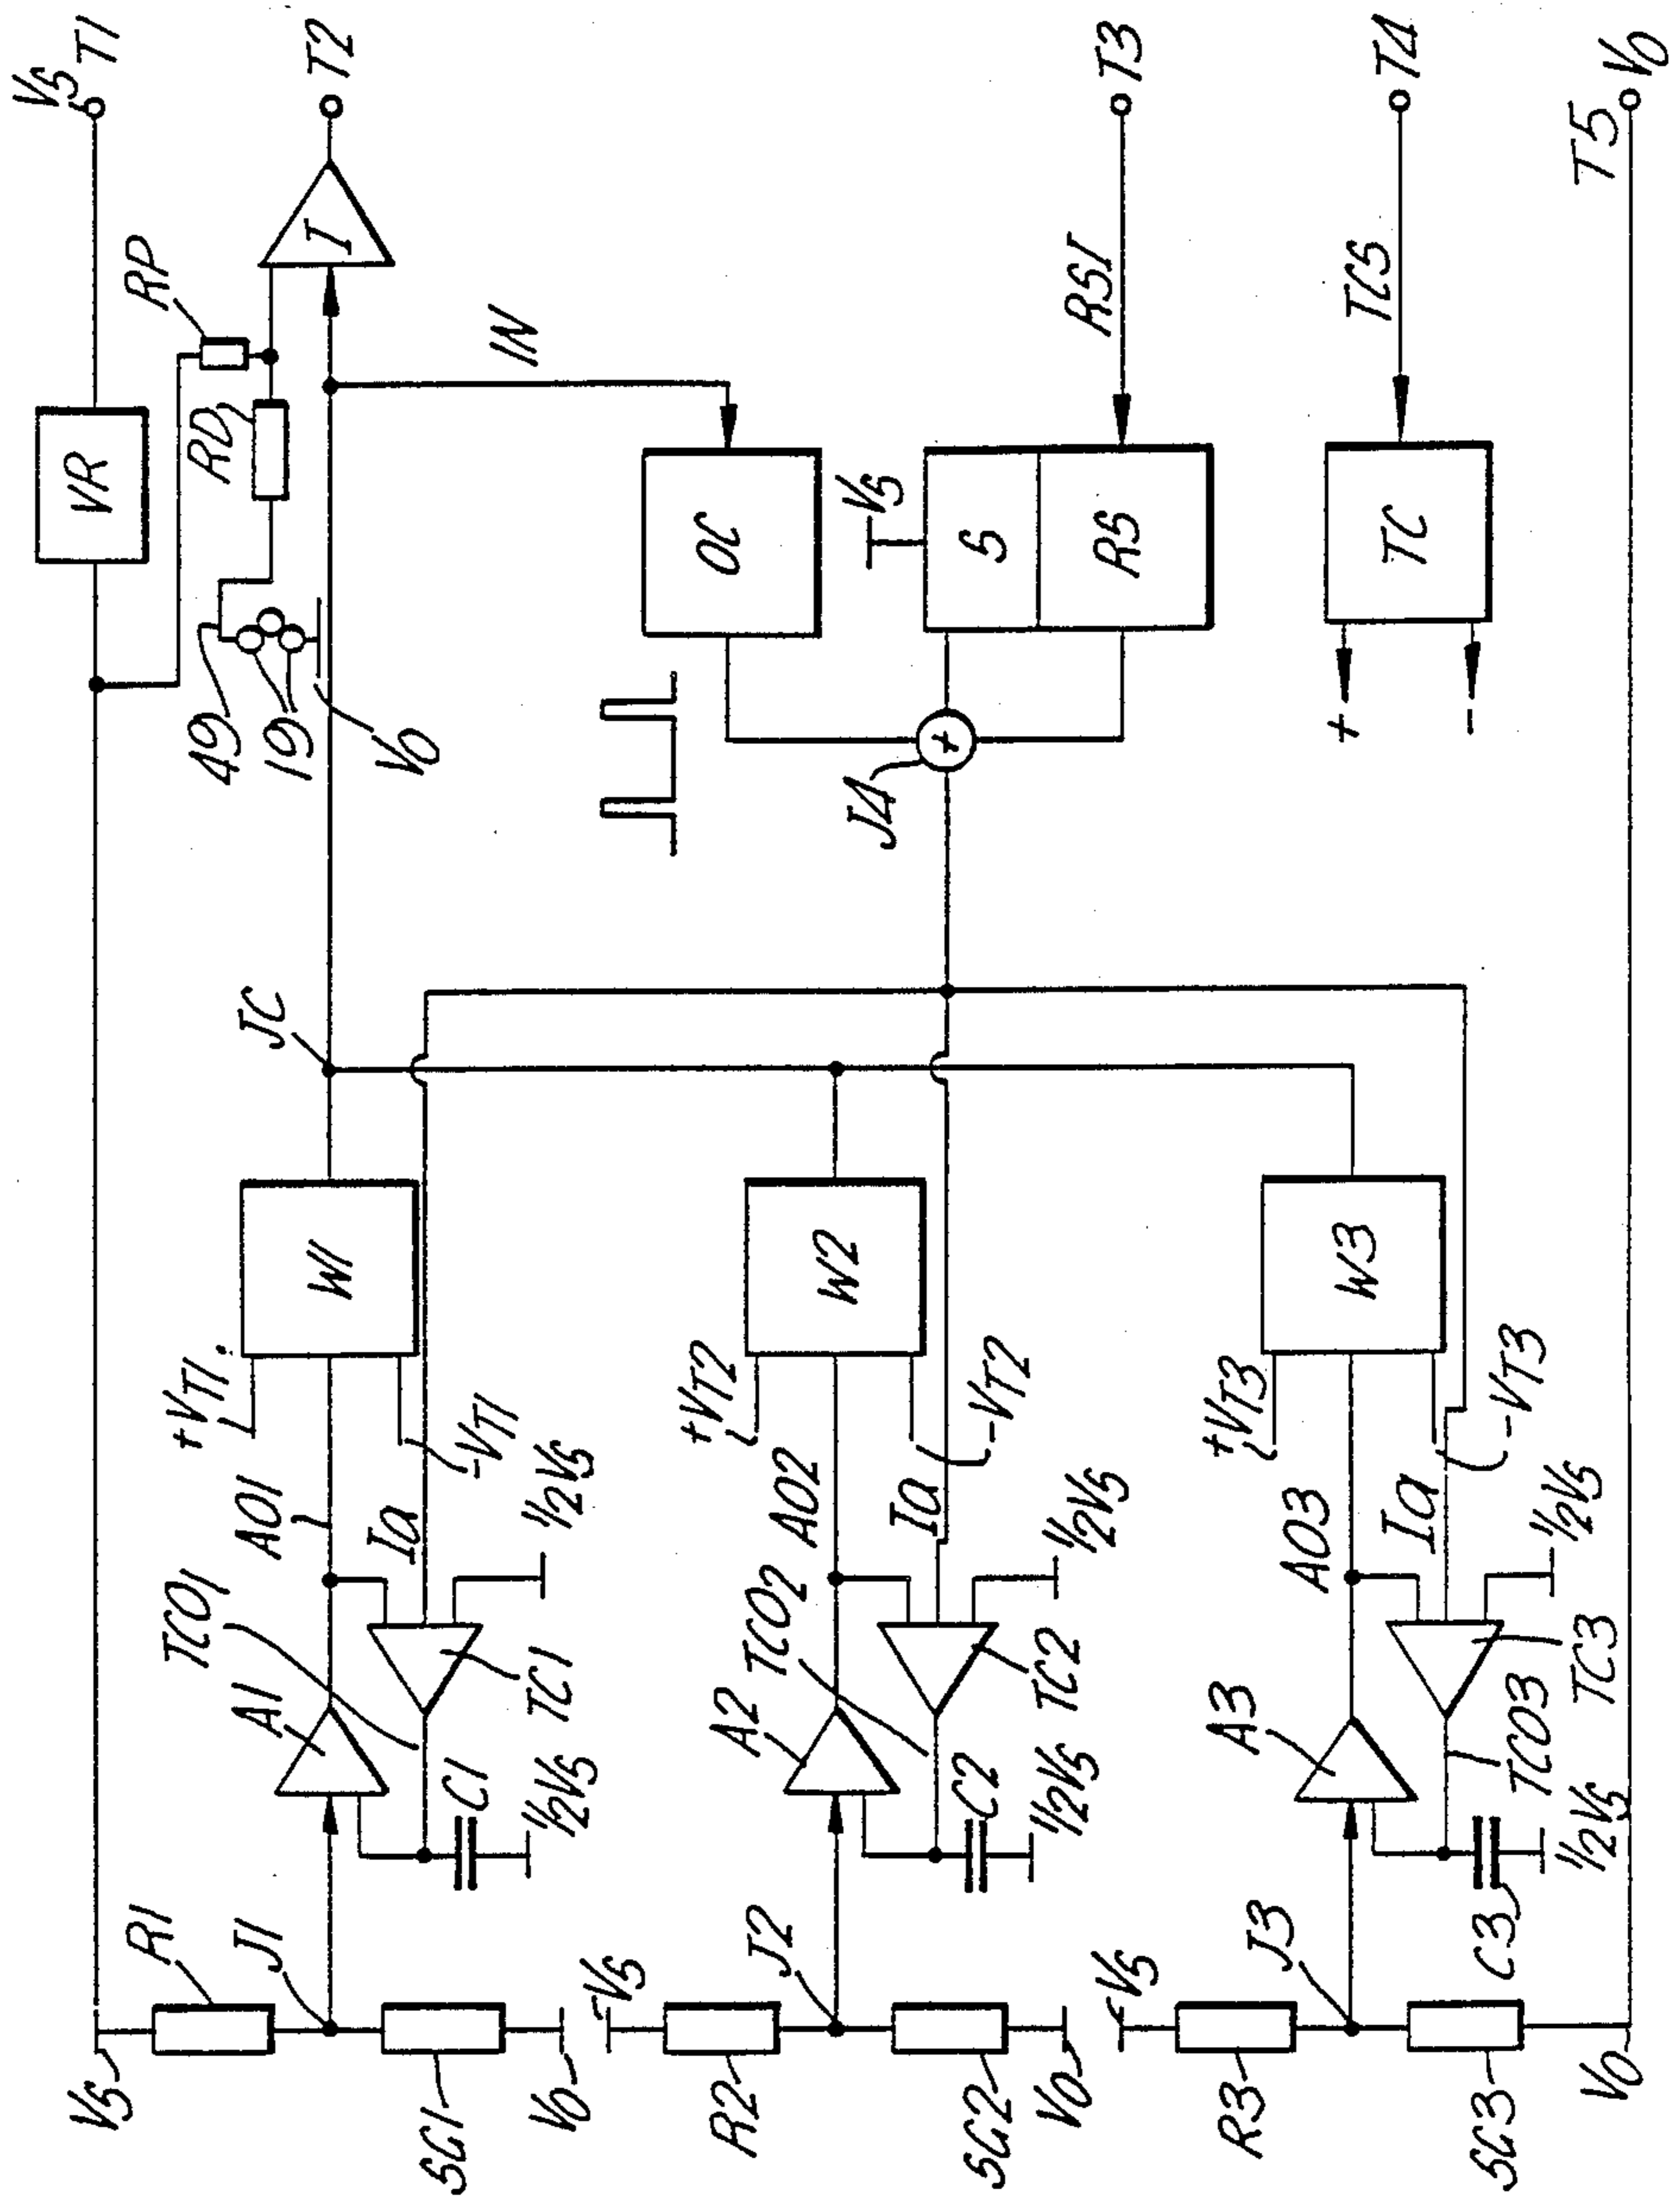 Vs T1
VR
RP
RD
49
19
V0
I
T2
IN
JC
OC
Vs
S
RS
J4
+
RSI
T3
TC
+
-
TCS
T4
T5 V0
Vs
R1
J1
SG1
V0
A1
TCO1
AO1
+VT1
W1
-VT1
Ia
TC1
C1
1/2Vs
1/2Vs
Vs
R2
J2
SG2
V0
A2
TCO2
AO2
+VT2
W2
-VT2
Ia
TC2
C2
1/2Vs
1/2Vs
Vs
R3
J3
SG3
V0
A3
TCO3
AO3
+VT3
W3
-VT3
Ia
TC3
C3
1/2Vs
1/2Vs